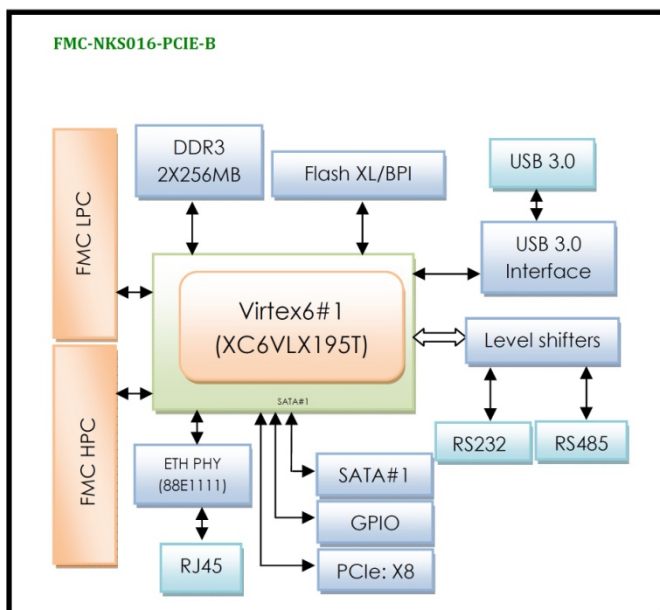 FMC-NKS016-PCIE-B
DDR3
2X256MB
Flash XL/BPI
USB 3.0
USB 3.0
Interface
FMC LPC
Virtex6#1
(XC6VLX195T)
Level shifters
SATA#1
FMC HPC
ETH PHY
(88E1111)
RS232
RS485
SATA#1
GPIO
RJ45
PCIe: X8